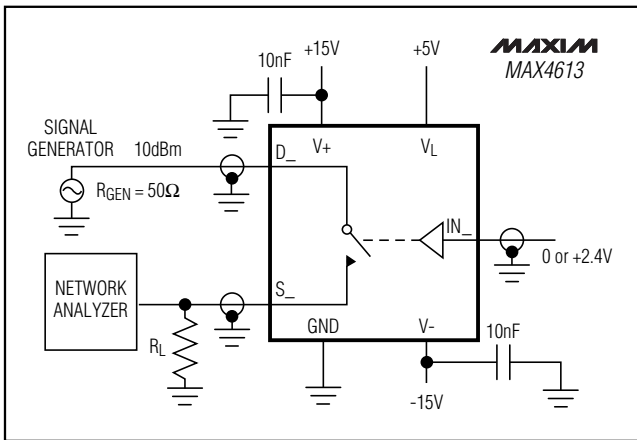 +15V
+5V
MAXIM
MAX4613
10nF
SIGNAL
GENERATOR
10dBm
D_
V+
VL
RGEN = 50Ω
IN_
0 or +2.4V
NETWORK
ANALYZER
S_
RL
GND
V-
10nF
-15V